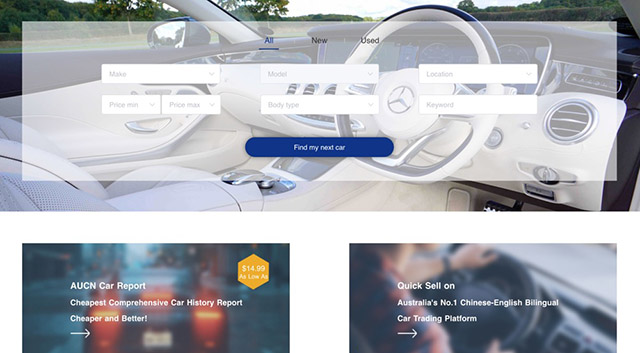 All New Used
Make Model Location
Price min Price max Body type Keyword
Find my next car
AUCN Car Report
$14.99
As Low As
Cheapest Comprehensive Car History Report
Cheaper and Better!
Quick Sell on
Australia's No.1 Chinese-English Bilingual
Car Trading Platform